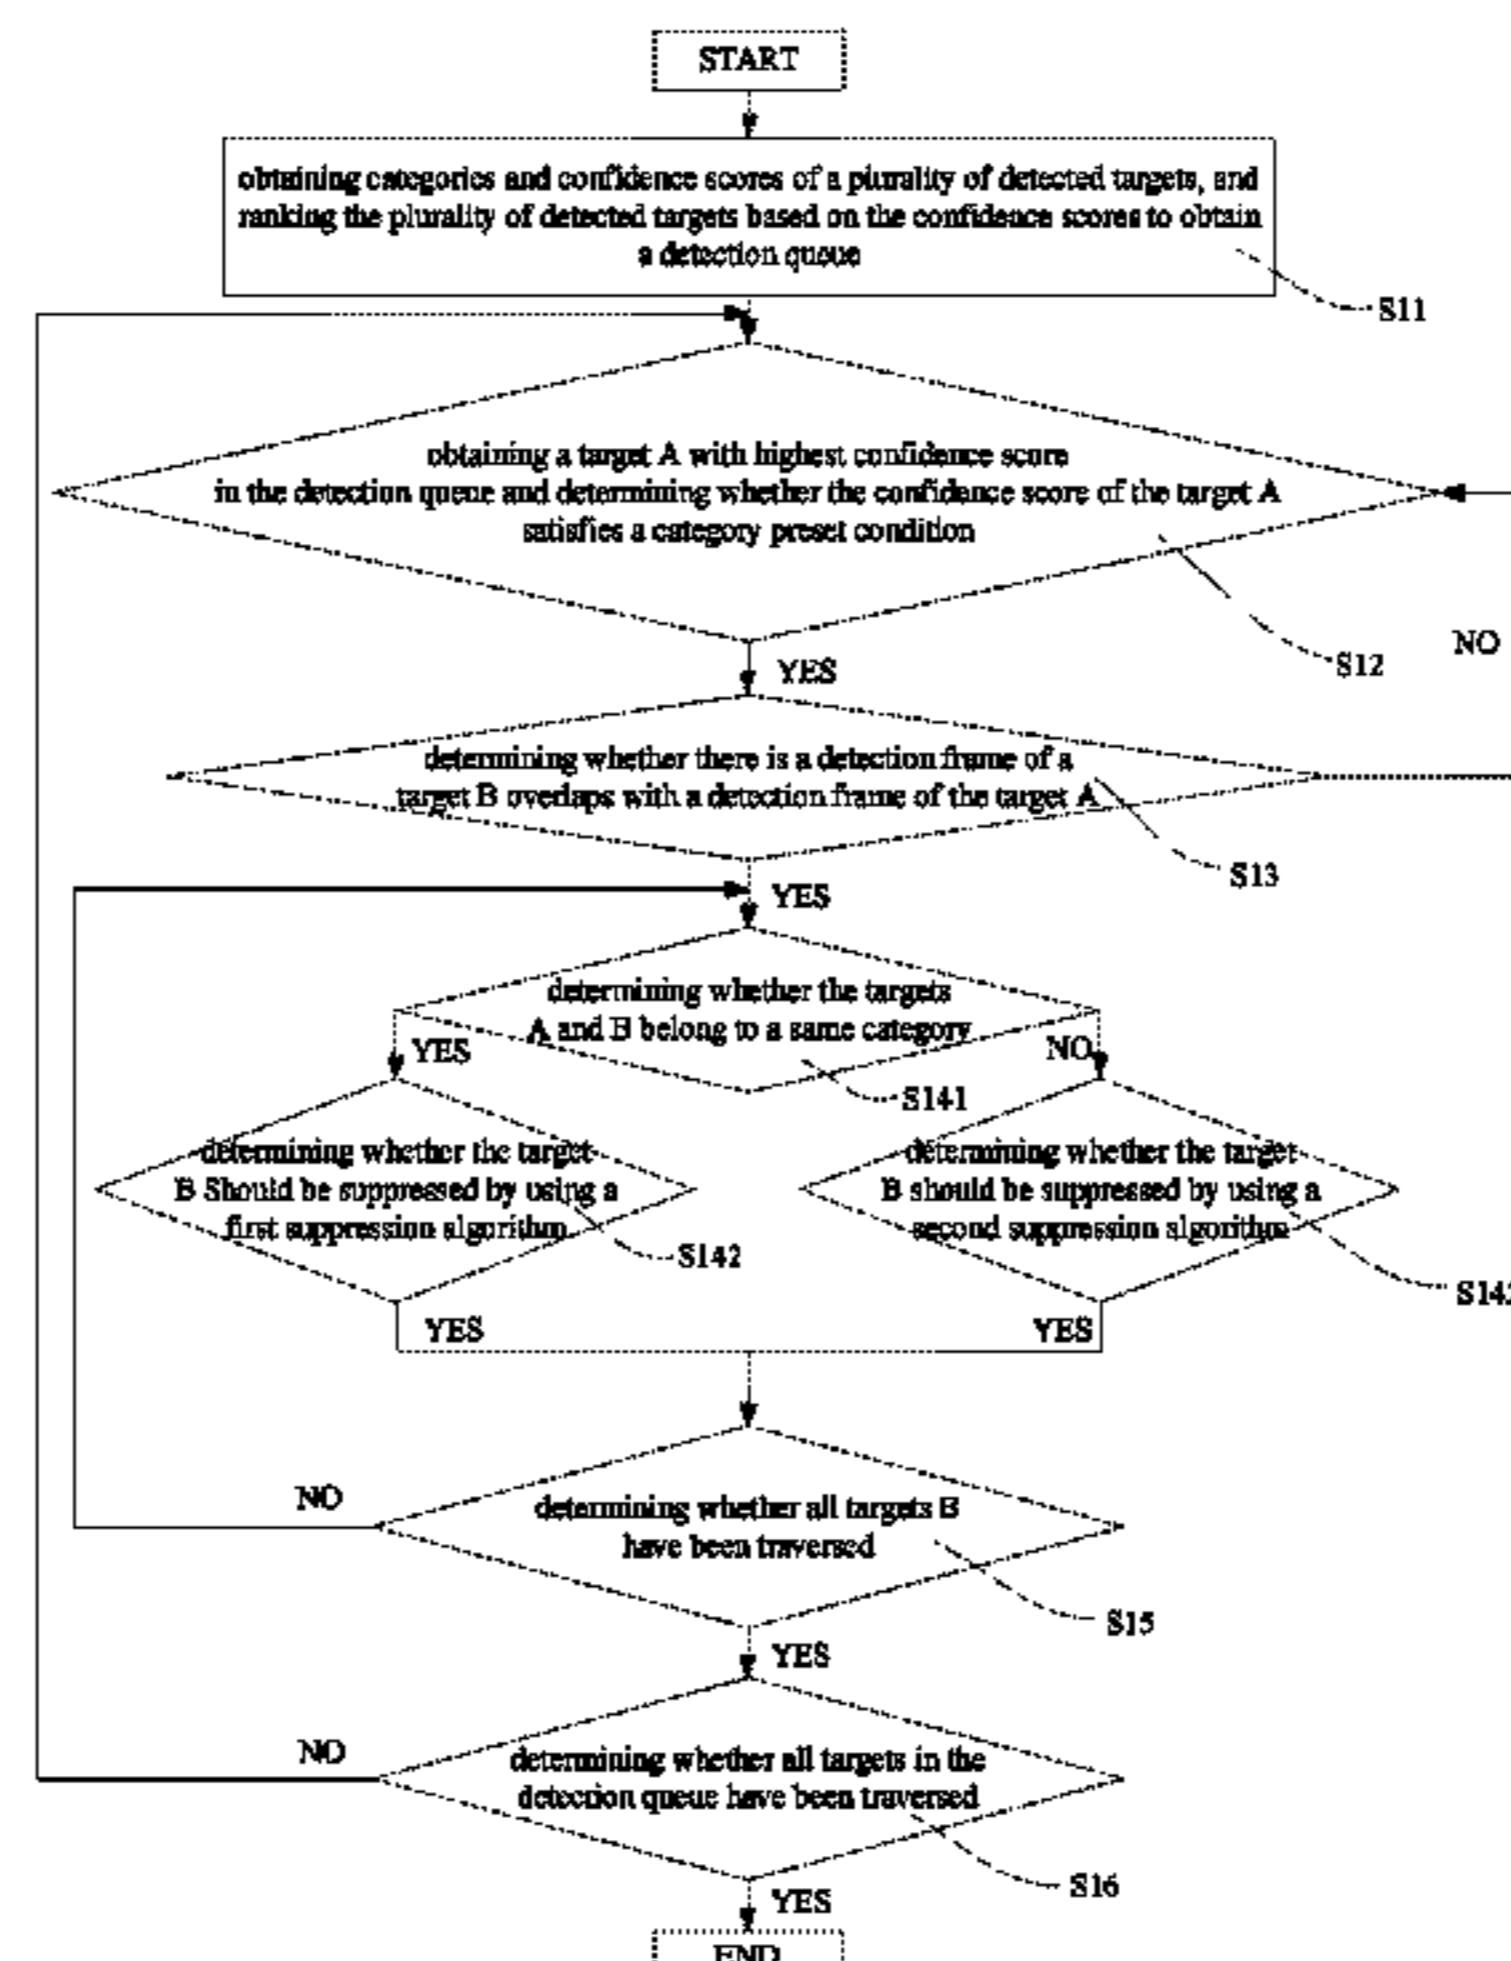 START
obtaining categories and confidence scores of a plurality of detected targets, and
ranking the plurality of detected targets based on the confidence scores to obtain
a detection queue
S11
obtaining a target A with highest confidence score
in the detection queue and determining whether the confidance score of the target A
satisfies a category preset condition
S12
NO
YES
determining whether there is a detection frame of a
target B overlaps with a detection frame of the target A
S13
YES
determining whether the targets
A and B belong to a same category
YES
NO
S141
determining whether the target
B Should be suppressed by using a
first suppression algorithm
S142
determining whether the target
B should be suppressed by using a
second suppression algorithm
YES
YES
NO
determining whether all targets B
have been traversed
S15
YES
NO
determining whether all targets in the
detection queue have been traversed
S16
YES
END